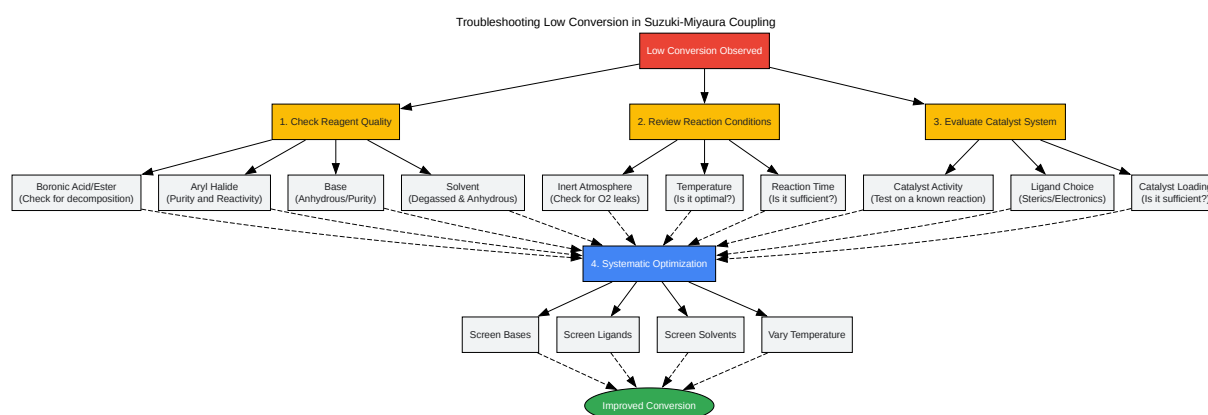 Troubleshooting Low Conversion in Suzuki-Miyaura Coupling
Low Conversion Observed
1. Check Reagent Quality
2. Review Reaction Conditions
3. Evaluate Catalyst System
Boronic Acid/Ester
(Check for decomposition)
Aryl Halide
(Purity and Reactivity)
Base
(Anhydrous/Purity)
Solvent
(Degassed & Anhydrous)
Inert Atmosphere
(Check for O2 leaks)
Temperature
(Is it optimal?)
Reaction Time
(Is it sufficient?)
Catalyst Activity
(Test on a known reaction)
Ligand Choice
(Sterics/Electronics)
Catalyst Loading
(Is it sufficient?)
4. Systematic Optimization
Screen Bases
Screen Ligands
Screen Solvents
Vary Temperature
Improved Conversion